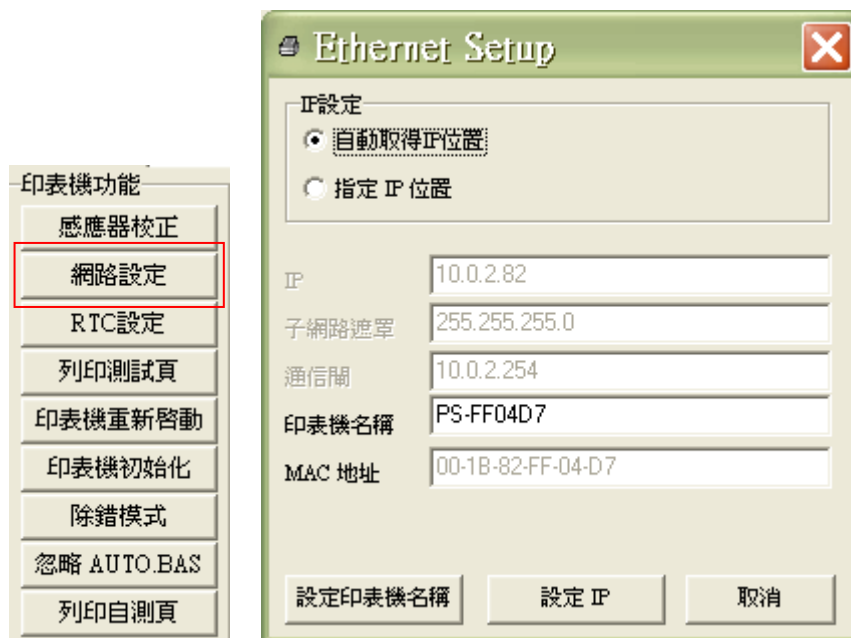 印表機功能
感應器校正
網路設定
RTC設定
列印測試頁
印表機重新啓動
印表機初始化
除錯模式
忽略 AUTO.BAS
列印自測頁
Ethernet Setup
IP設定
自動取得IP位置
指定 IP 位置
IP 10.0.2.82
子網路遮罩 255.255.255.0
通信閘 10.0.2.254
印表機名稱 PS-FF04D7
MAC 地址 00-1B-82-FF-04-D7
設定印表機名稱 設定 IP 取消